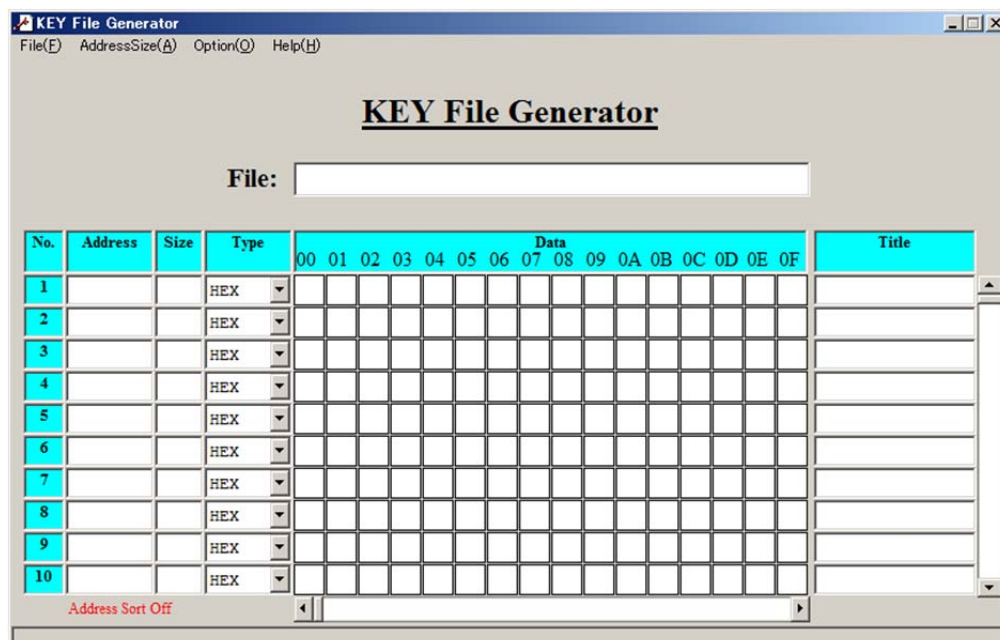 KEY File Generator
File(F) AddressSize(A) Option(O) Help(H)
KEY File Generator
File:
No. Address Size Type Data Title
00 01 02 03 04 05 06 07 08 09 0A 0B 0C 0D 0E 0F
1 HEX
2 HEX
3 HEX
4 HEX
5 HEX
6 HEX
7 HEX
8 HEX
9 HEX
10 HEX
Address Sort Off